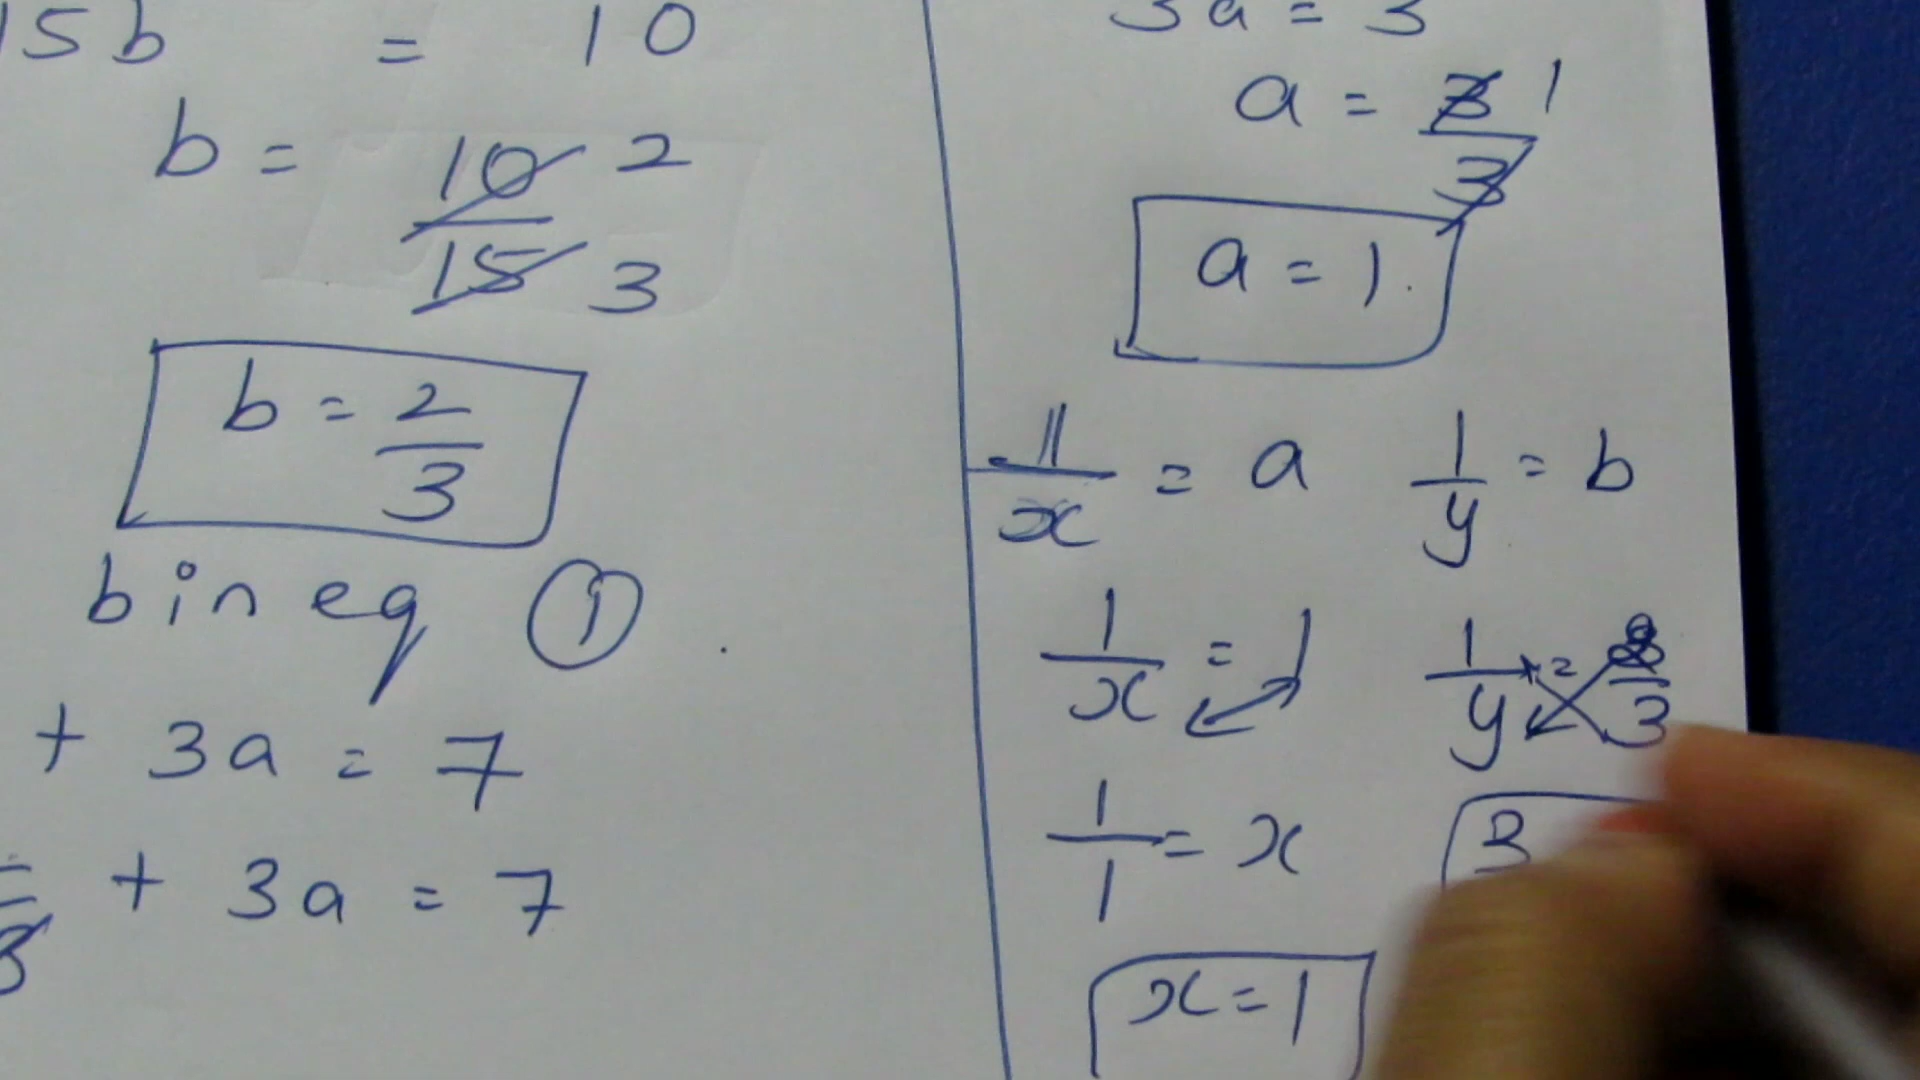 15b = 10
b = 10/15 2/3
b = 2/3
b in eq ①
+ 3a = 7
+ 3a = 7
3a = 3
a = 3/3 1
a = 1.
1/x = a 1/y = b
1/x = 1 1/y = 2/3
1/1 = x 3
x = 1